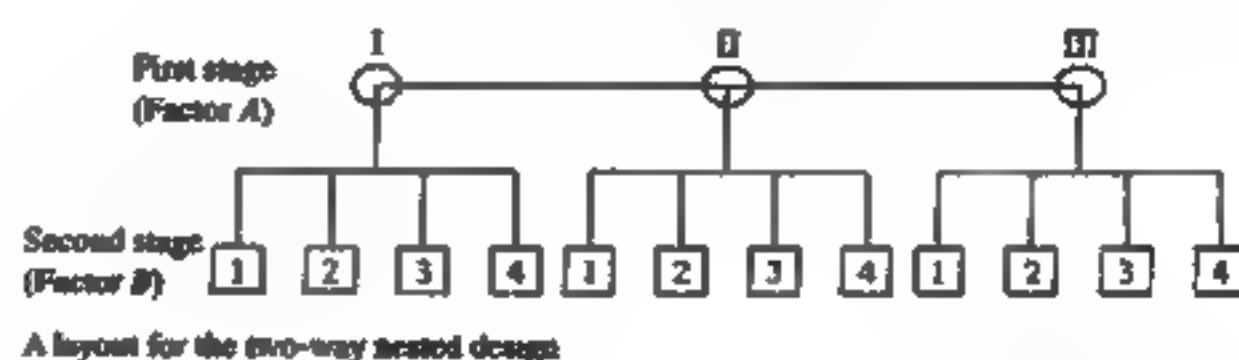 I II III
First stage
(Factor A)
Second stage
(Factor B)
1 2 3 4 1 2 3 4 1 2 3 4
A layout for the two-way nested design